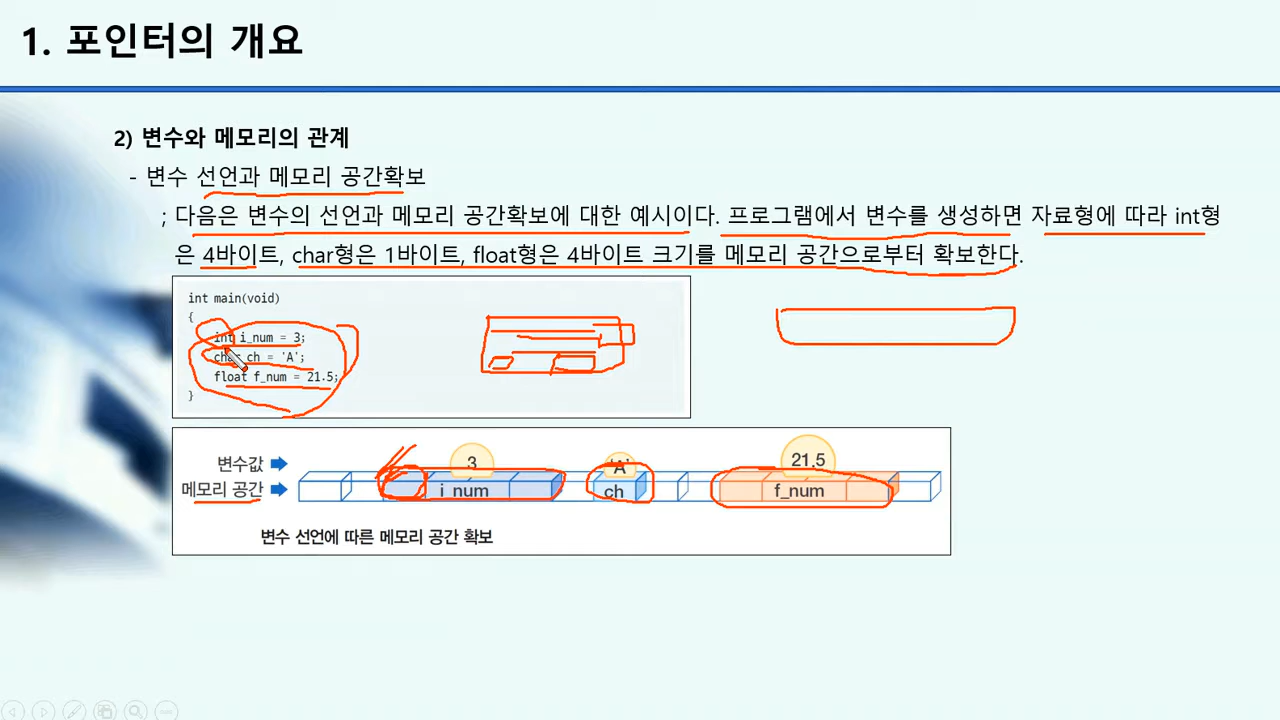 1. 포인터의 개요
2) 변수와 메모리의 관계
- 변수 선언과 메모리 공간확보
; 다음은 변수의 선언과 메모리 공간확보에 대한 예시이다. 프로그램에서 변수를 생성하면 자료형에 따라 int형
은 4바이트, char형은 1바이트, float형은 4바이트 크기를 메모리 공간으로부터 확보한다.
int main(void)
{
int i_num = 3;
char ch = 'A';
float f_num = 21.5;
}
변수값 3 'A' 21.5
메모리 공간 i_num ch f_num
변수 선언에 따른 메모리 공간 확보